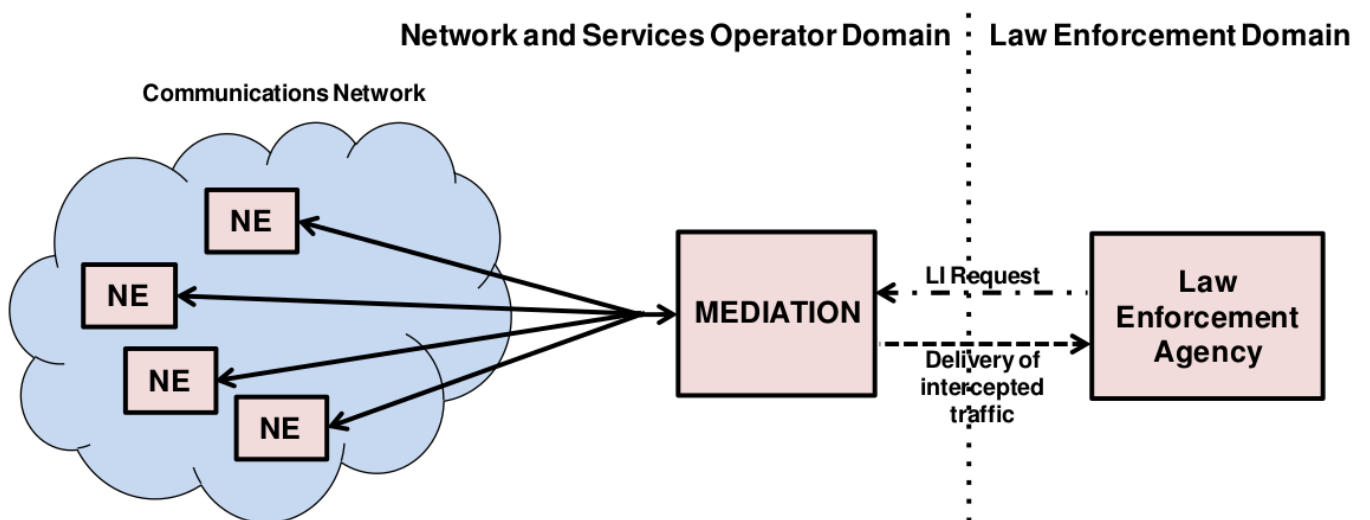 Network and Services Operator Domain
Law Enforcement Domain
Communications Network
NE
NE
NE
NE
MEDIATION
LI Request
Delivery of
intercepted
traffic
Law
Enforcement
Agency